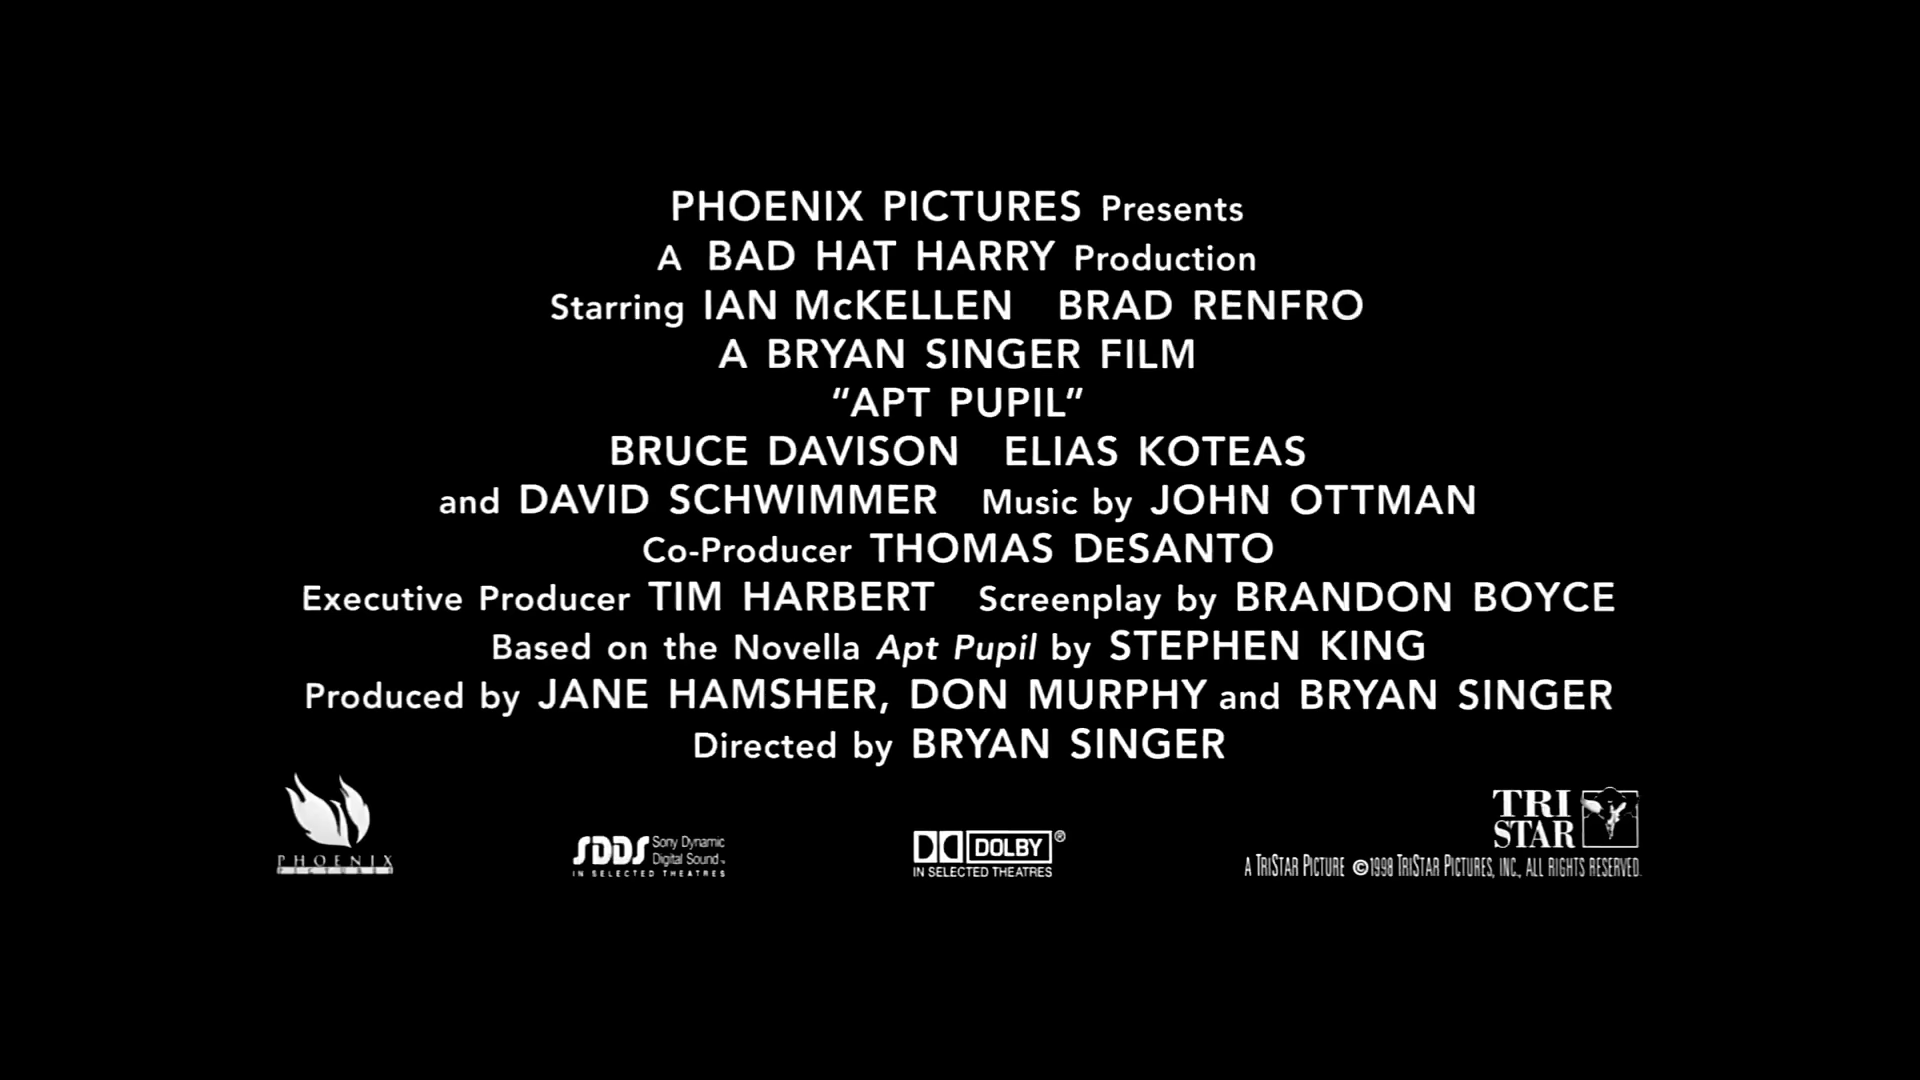 PHOENIX PICTURES Presents
A BAD HAT HARRY Production
Starring IAN McKELLEN BRAD RENFRO
A BRYAN SINGER FILM
“APT PUPIL”
BRUCE DAVISON ELIAS KOTEAS
and DAVID SCHWIMMER Music by JOHN OTTMAN
Co-Producer THOMAS DESANTO
Executive Producer TIM HARBERT Screenplay by BRANDON BOYCE
Based on the Novella Apt Pupil by STEPHEN KING
Produced by JANE HAMSHER, DON MURPHY and BRYAN SINGER
Directed by BRYAN SINGER
PHOENIX
PICTURES
SDDS Sony Dynamic
Digital Sound™
IN SELECTED THEATRES
DOLBY®
IN SELECTED THEATRES
TRI
STAR
A TRISTAR PICTURE ©1998 TRISTAR PICTURES, INC., ALL RIGHTS RESERVED.